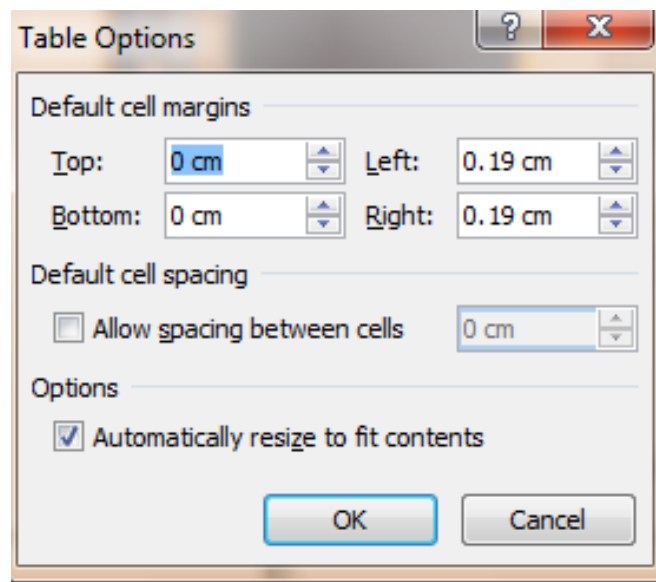 Table Options ?
Default cell margins
Top: 0 cm Left: 0.19 cm
Bottom: 0 cm Right: 0.19 cm
Default cell spacing
Allow spacing between cells 0 cm
Options
Automatically resize to fit contents
OK Cancel